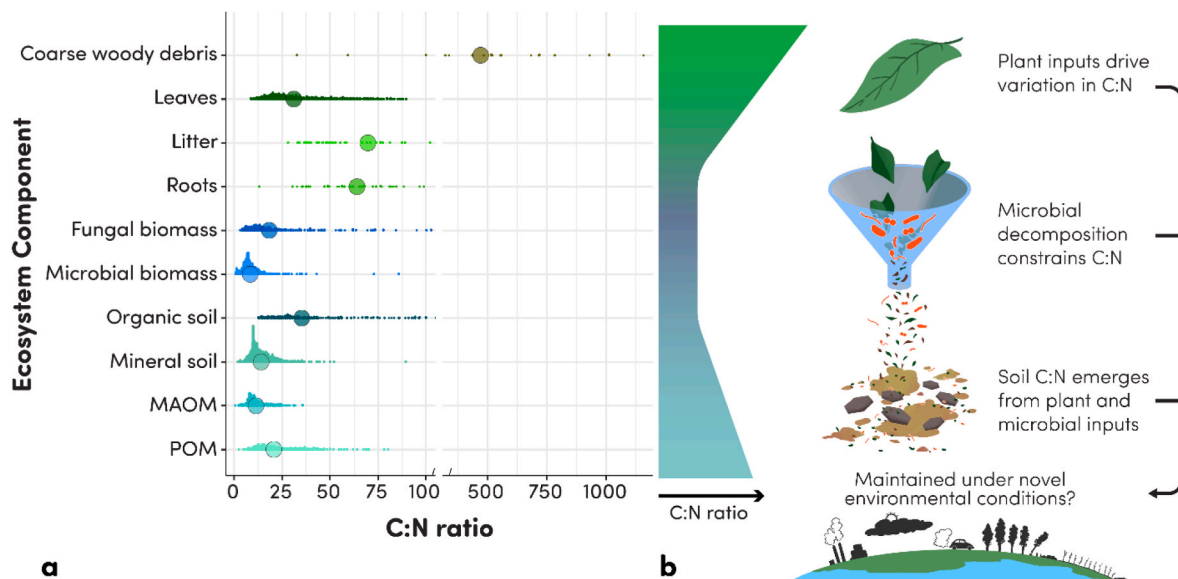 Ecosystem Component
Coarse woody debris
Leaves
Litter
Roots
Fungal biomass
Microbial biomass
Organic soil
Mineral soil
MAOM
POM
0 25 50 75 100 500 750 1000
C:N ratio
a
C:N ratio
b
Plant inputs drive
variation in C:N
Microbial
decomposition
constrains C:N
Soil C:N emerges
from plant and
microbial inputs
Maintained under novel
environmental conditions?